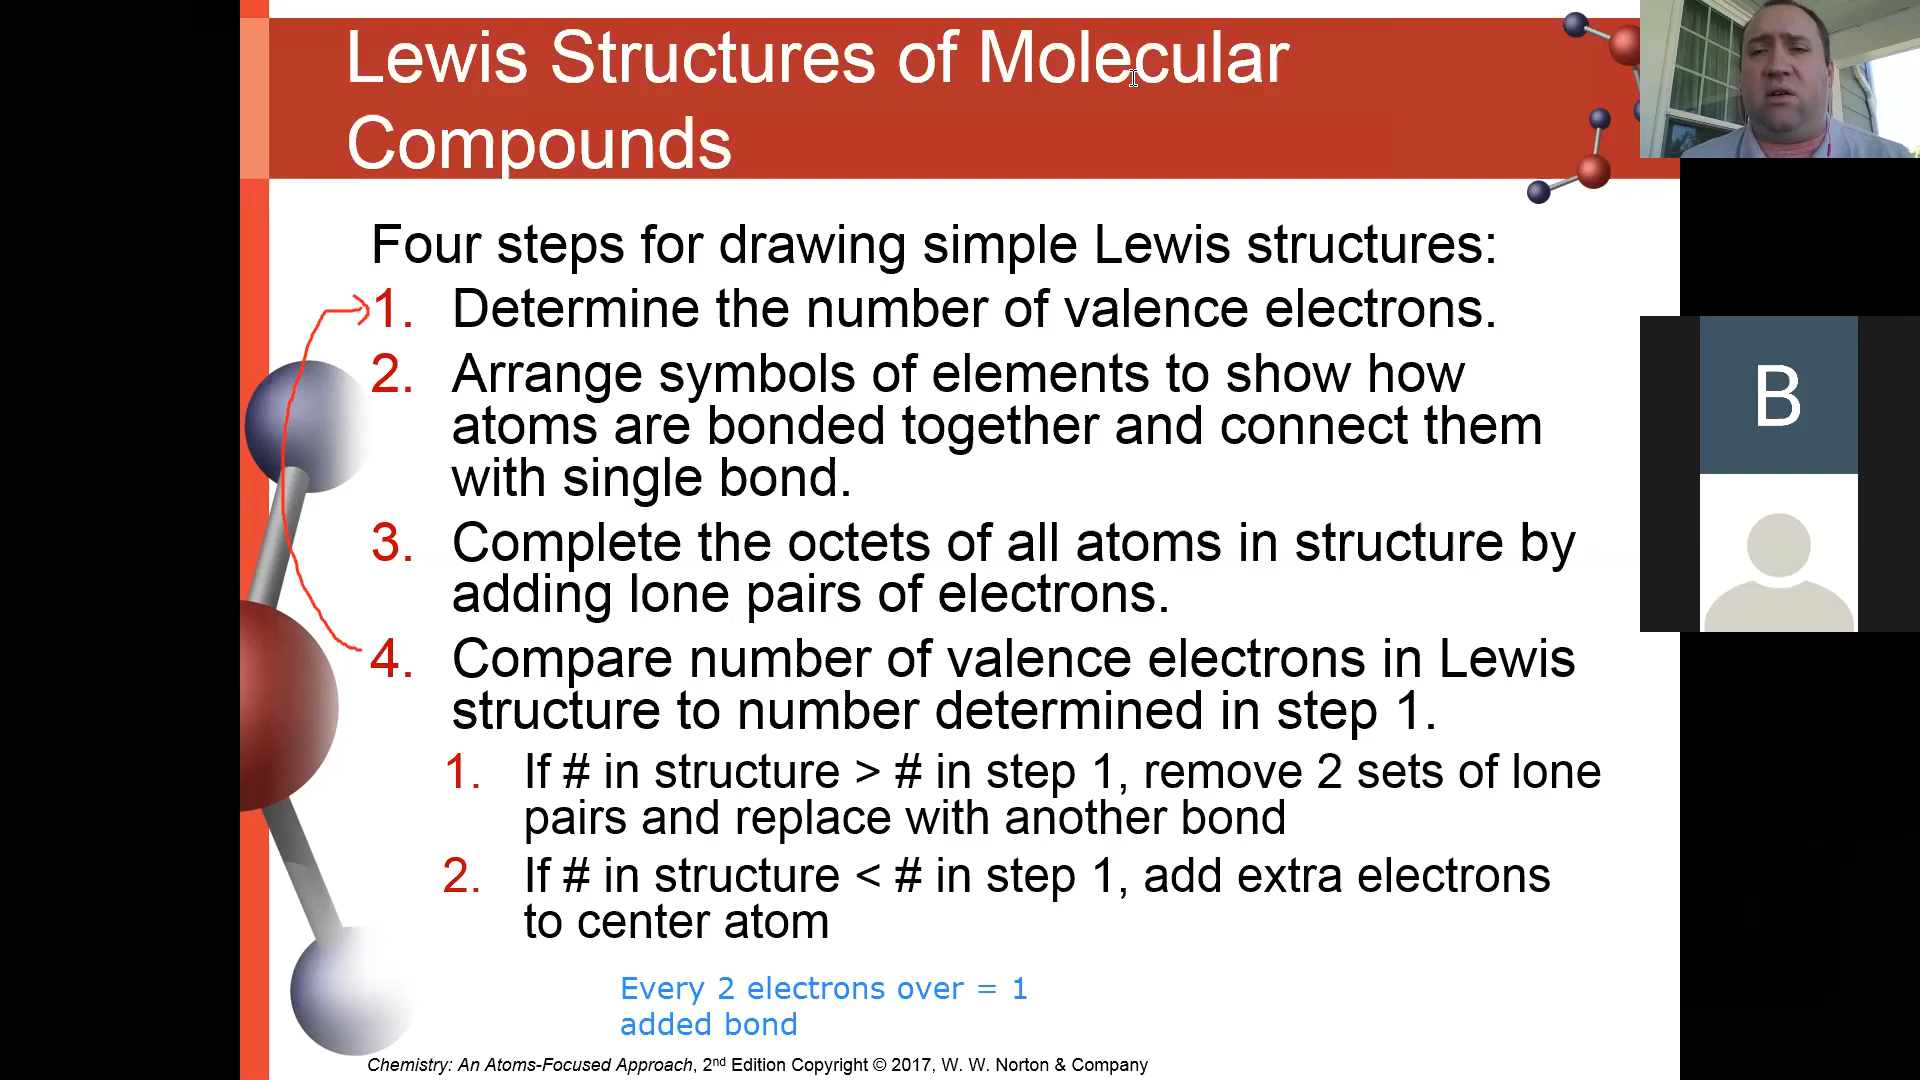 Lewis Structures of Molecular
Compounds
Four steps for drawing simple Lewis structures:
1. Determine the number of valence electrons.
2. Arrange symbols of elements to show how
atoms are bonded together and connect them
with single bond.
3. Complete the octets of all atoms in structure by
adding lone pairs of electrons.
4. Compare number of valence electrons in Lewis
structure to number determined in step 1.
1. If # in structure > # in step 1, remove 2 sets of lone
pairs and replace with another bond
2. If # in structure < # in step 1, add extra electrons
to center atom
Every 2 electrons over = 1
added bond
Chemistry: An Atoms-Focused Approach, 2nd Edition Copyright © 2017, W. W. Norton & Company
B